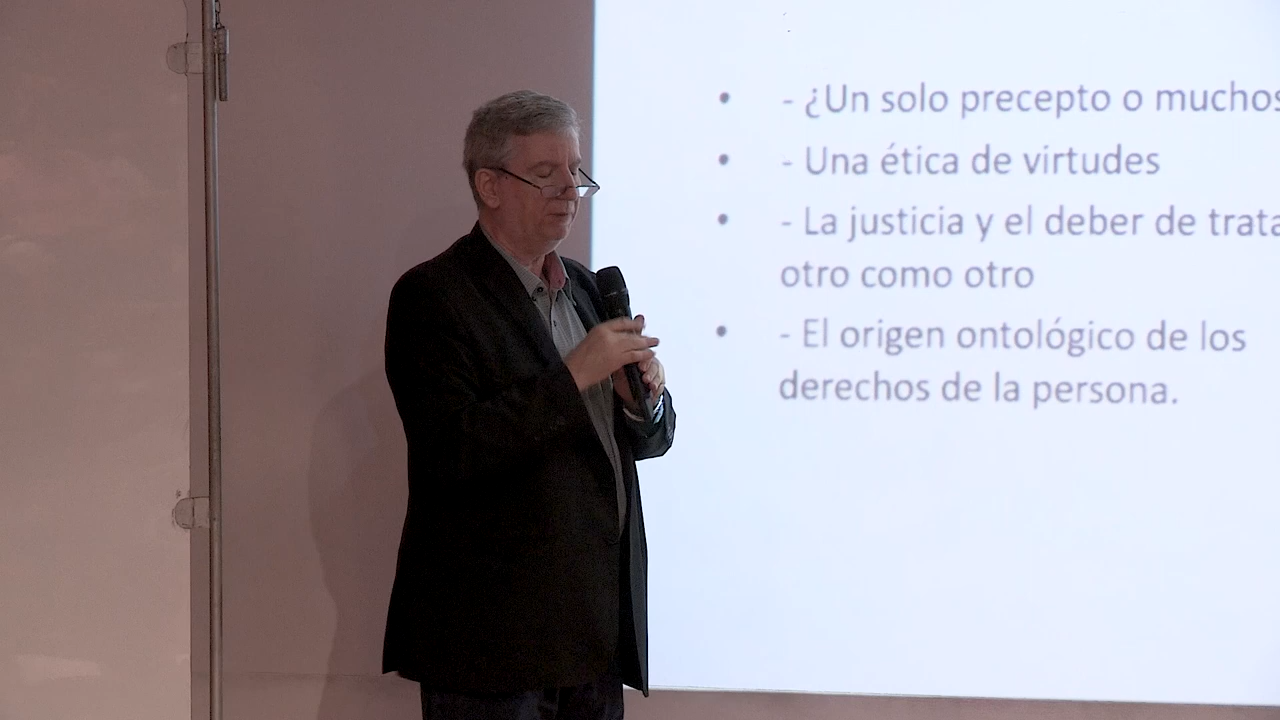 • - ¿Un solo precepto o muchos
• - Una ética de virtudes
• - La justicia y el deber de
otro como otro
• - El origen ontológico de los
derechos de la persona.